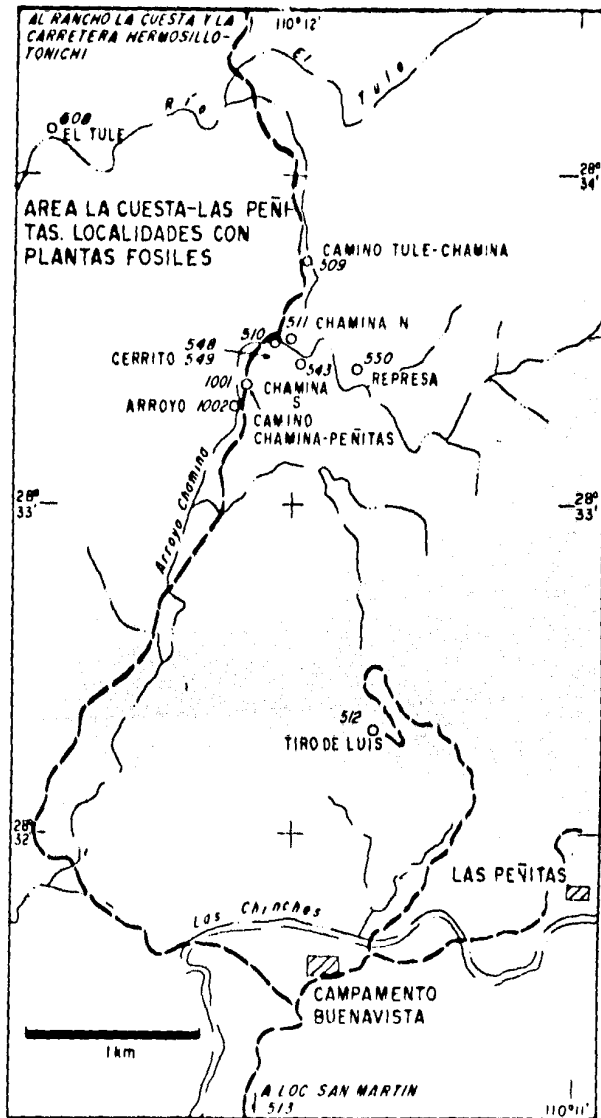 AL RANCHO LA CUESTA Y LA
110° 12'
CARRETERA HERMOSILLO-
TONICHI
Río El Tule
608
EL TULE
28°
34'
AREA LA CUESTA-LAS PEÑI-
TAS. LOCALIDADES CON
PLANTAS FOSILES
CAMINO TULE-CHAMINA
509
510
511 CHAMINA N
548
CERRITO 549
543
550
REPRESA
1001
CHAMINA
S
ARROYO 1002
CAMINO
CHAMINA-PEÑITAS
Arroyo Chamina
28°
33'
28°
33'
512
TIRO DE LUIS
28°
32'
LAS PEÑITAS
Las Chinches
CAMPAMENTO
BUENAVISTA
1km
A LOC SAN MARTIN
513
110° 11'